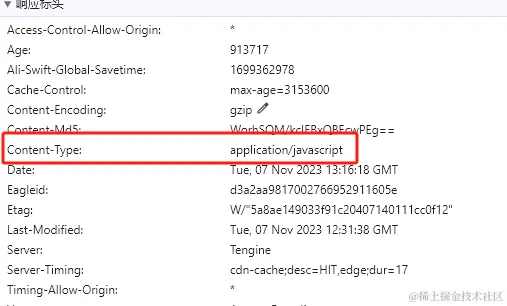 ▼ 响应标头
Access-Control-Allow-Origin: *
Age: 913717
Ali-Swift-Global-Savetime: 1699362978
Cache-Control: max-age=3153600
Content-Encoding: gzip
Content-Md5:
Content-Type: application/javascript
Date: Tue, 07 Nov 2023 13:16:18 GMT
Eagleid: d3a2aa9817002766952911605e
Etag: W/"5a8ae149033f91c20407140111cc0f12"
Last-Modified: Tue, 07 Nov 2023 12:31:38 GMT
Server: Tengine
Server-Timing: cdn-cache;desc=HIT,edge;dur=17
Timing-Allow-Origin: *
@稀土掘金技术社区